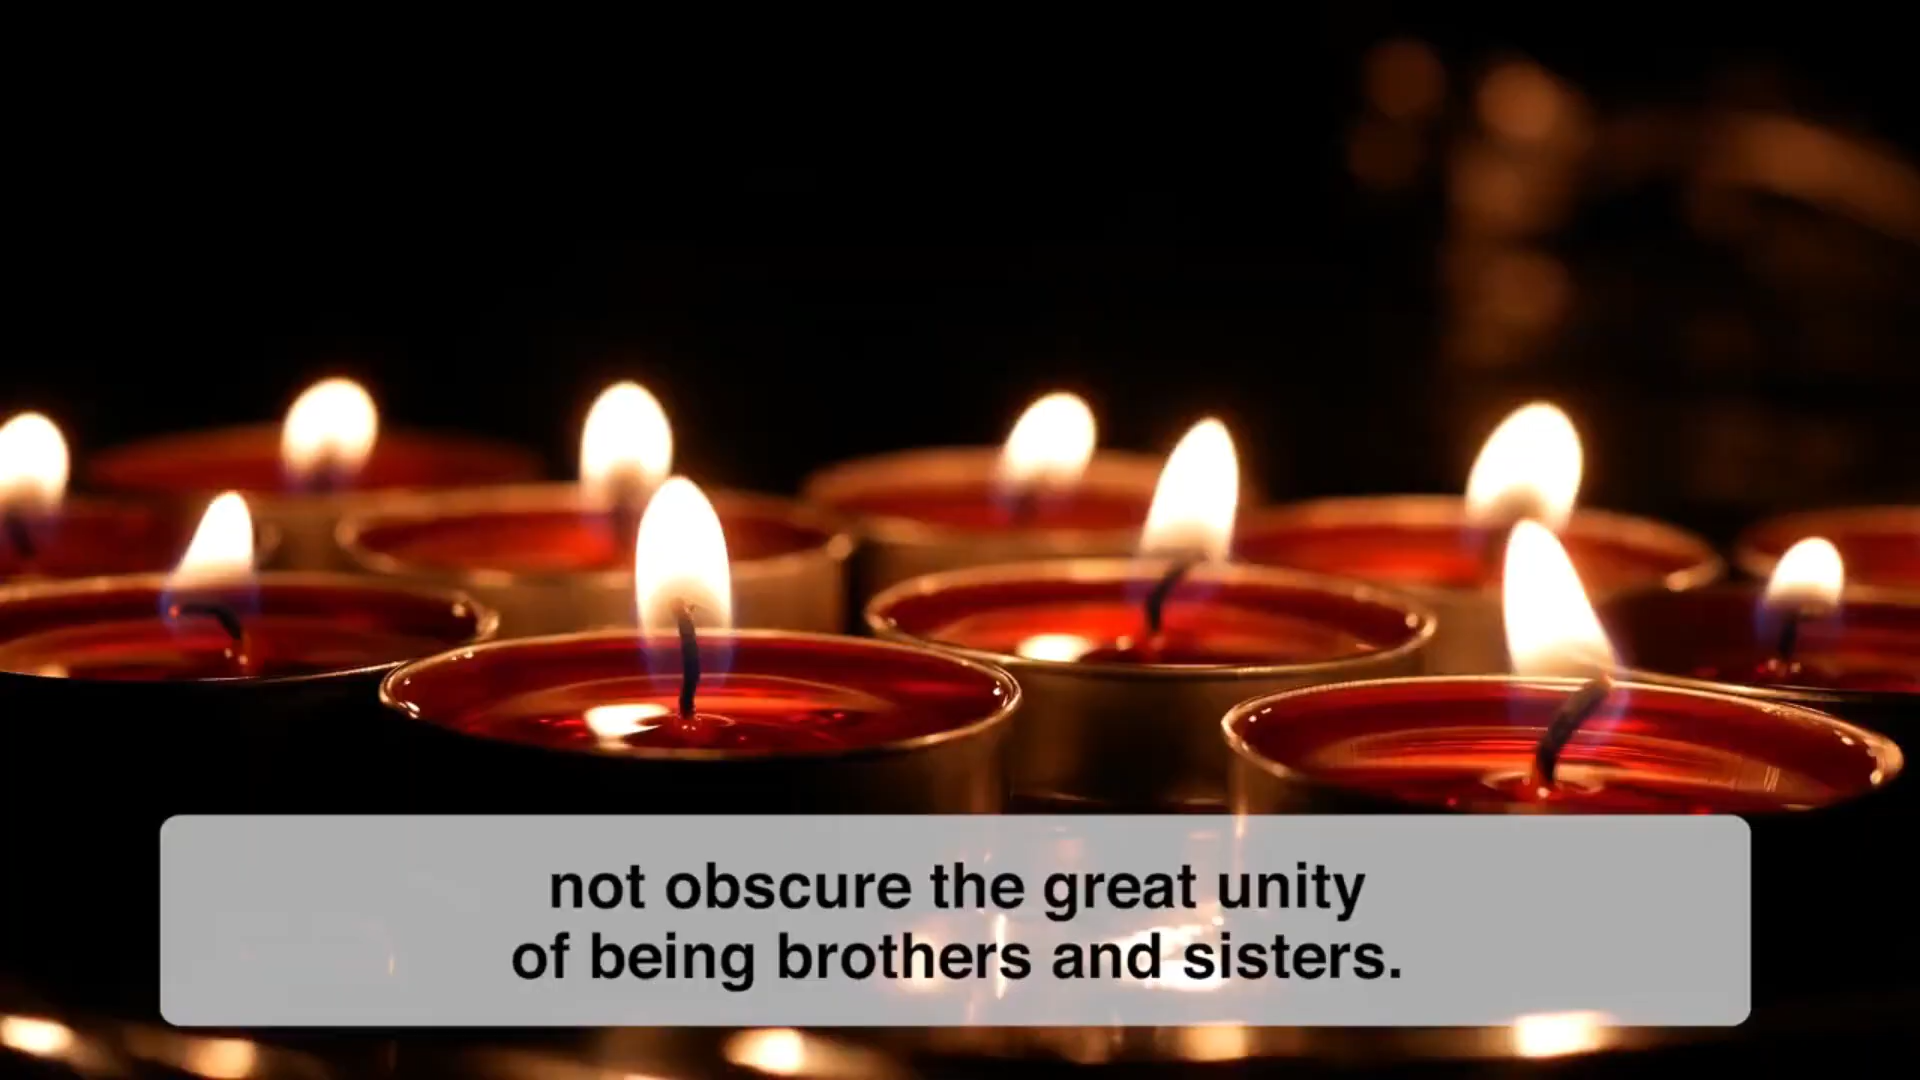 not obscure the great unity
of being brothers and sisters.